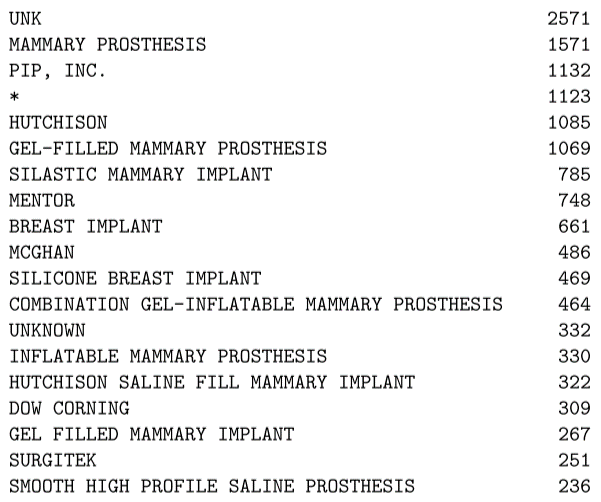 UNK 2571
MAMMARY PROSTHESIS 1571
PIP, INC. 1132
* 1123
HUTCHISON 1085
GEL-FILLED MAMMARY PROSTHESIS 1069
SILASTIC MAMMARY IMPLANT 785
MENTOR 748
BREAST IMPLANT 661
MCGHAN 486
SILICONE BREAST IMPLANT 469
COMBINATION GEL-INFLATABLE MAMMARY PROSTHESIS 464
UNKNOWN 332
INFLATABLE MAMMARY PROSTHESIS 330
HUTCHISON SALINE FILL MAMMARY IMPLANT 322
DOW CORNING 309
GEL FILLED MAMMARY IMPLANT 267
SURGITEK 251
SMOOTH HIGH PROFILE SALINE PROSTHESIS 236